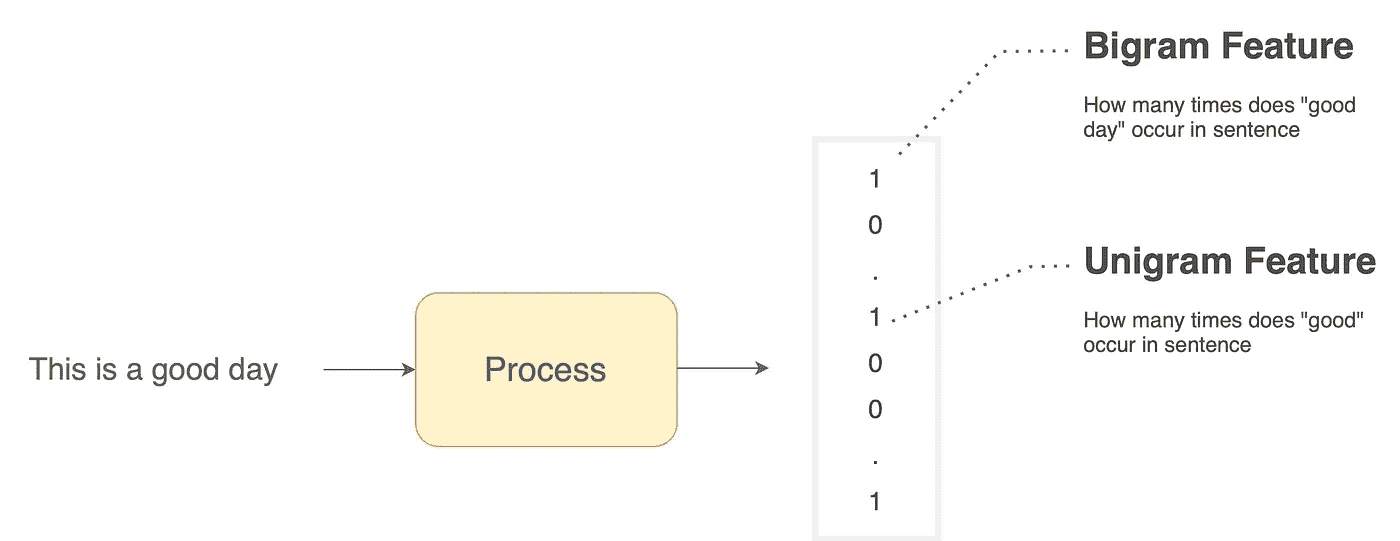 This is a good day
Process
1
0
.
1
0
0
.
1
Bigram Feature
How many times does "good
day" occur in sentence
Unigram Feature
How many times does "good"
occur in sentence